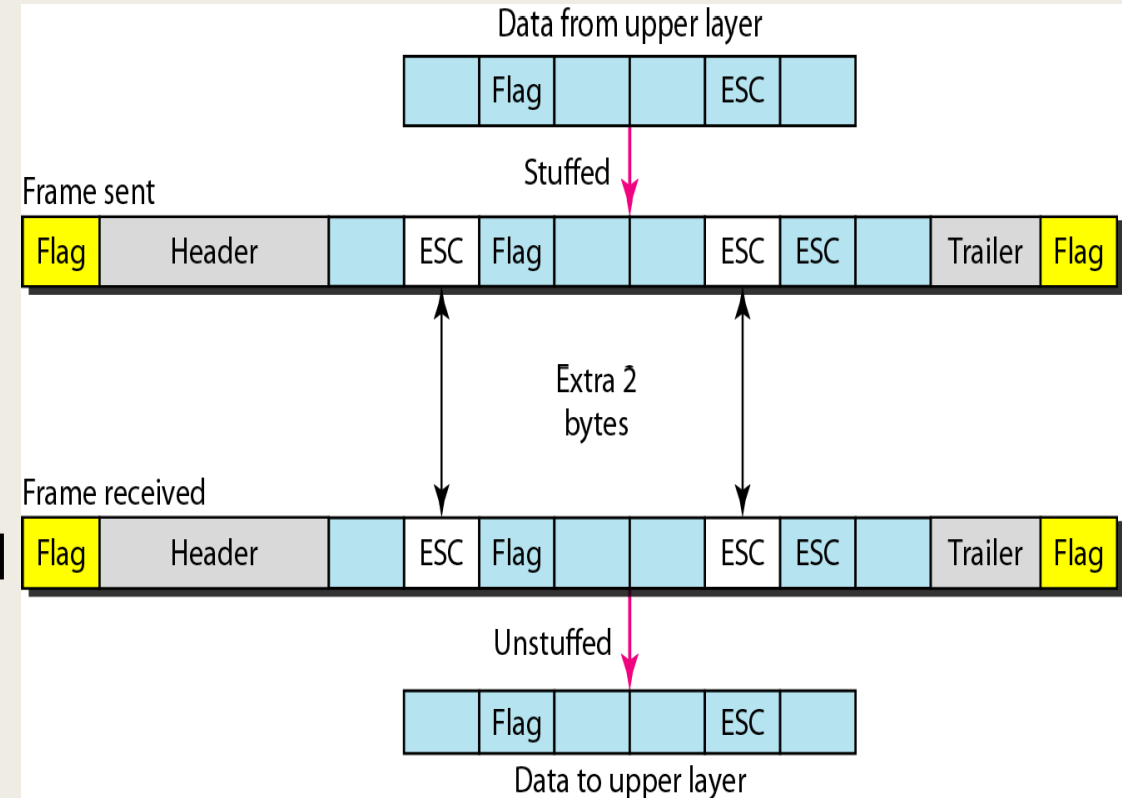 Data from upper layer
Flag ESC
Stuffed
Frame sent
Flag Header ESC Flag ESC ESC Trailer Flag
Extra 2
bytes
Frame received
Flag Header ESC Flag ESC ESC Trailer Flag
Unstuffed
Flag ESC
Data to upper layer